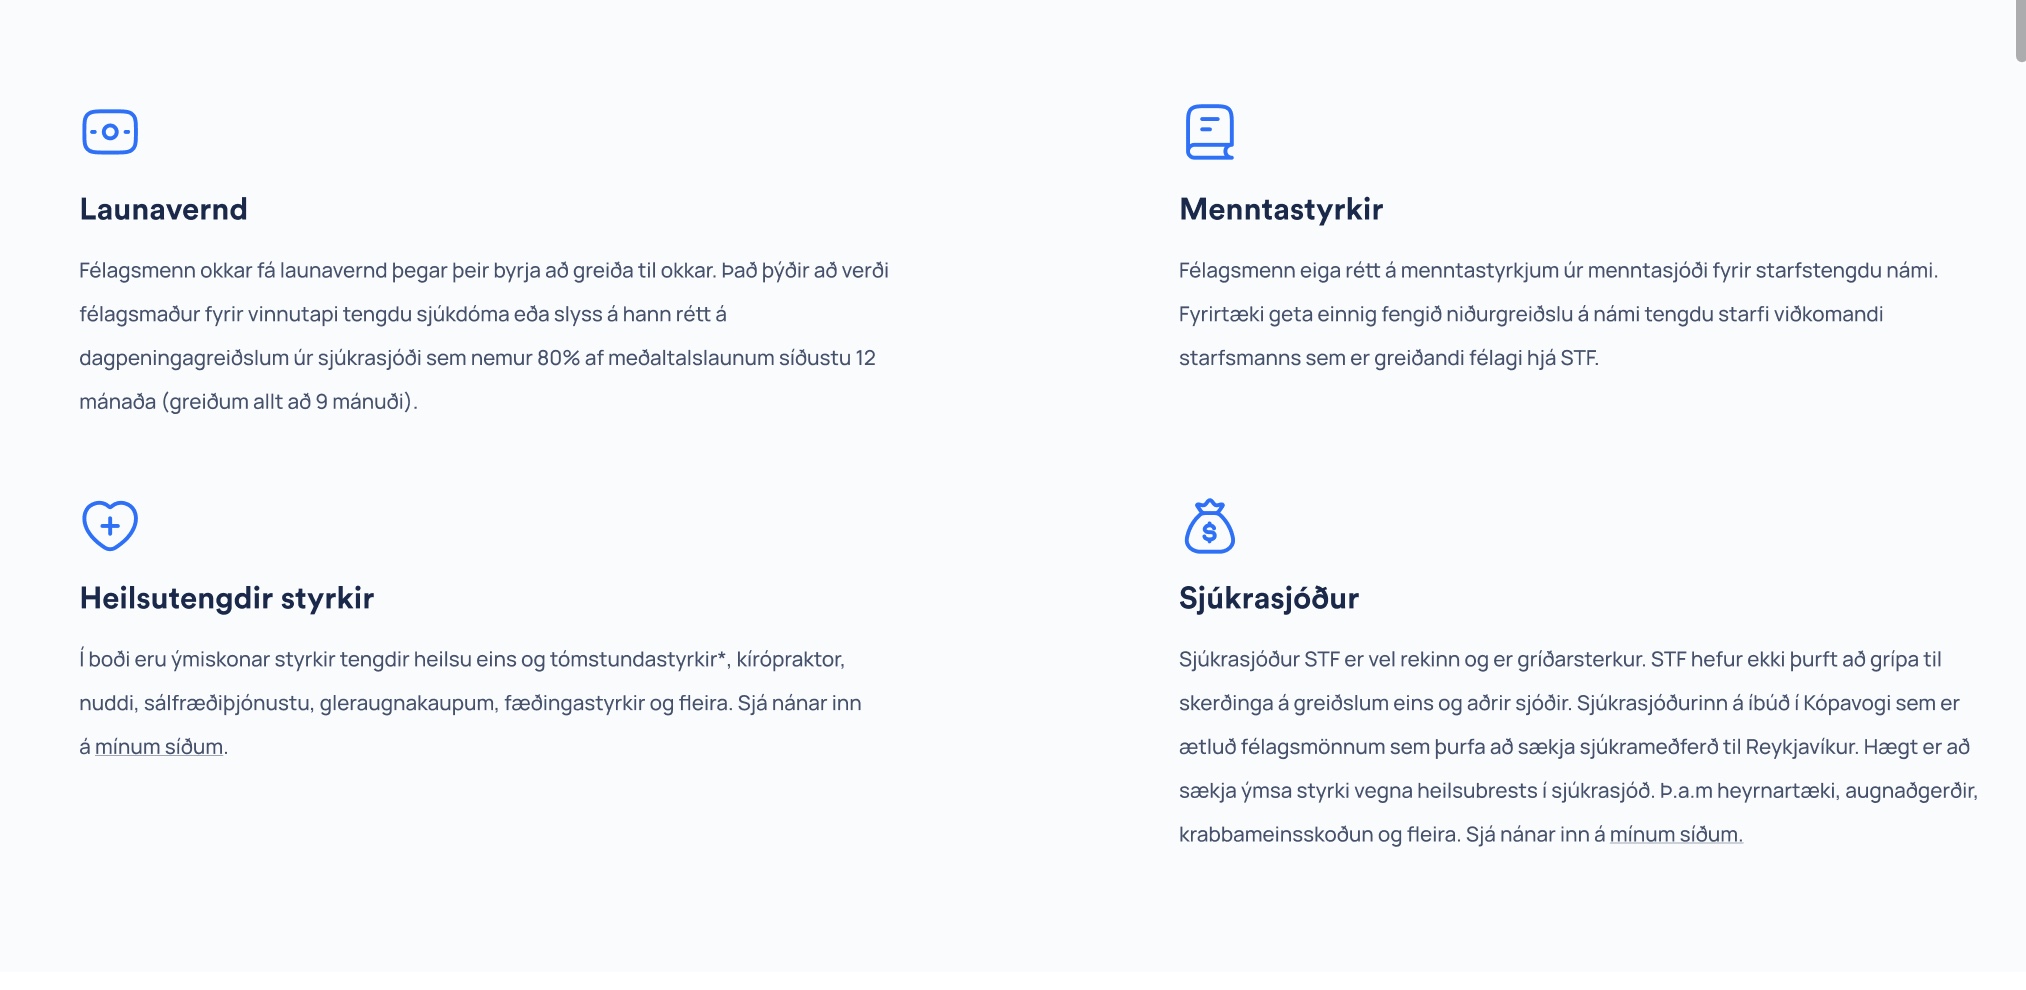 Launavernd
Félagsmenn okkar fá launavernd þegar þeir byrja að greiða til okkar. Það þýðir að verði
félagsmaður fyrir vinnutapi tengdu sjúkdóma eða slyss á hann rétt á
dagpeningagreiðslum úr sjúkrasjóði sem nemur 80% af meðaltalslaunum síðustu 12
mánaða (greiðum allt að 9 mánuði).
Menntastyrkir
Félagsmenn eiga rétt á menntastyrkjum úr menntasjóði fyrir starfstengdu námi.
Fyrirtæki geta einnig fengið niðurgreiðslu á námi tengdu starfi viðkomandi
starfsmanns sem er greiðandi félagi hjá STF.
Heilsutengdir styrkir
Í boði eru ýmiskonar styrkir tengdir heilsu eins og tómstundastyrkir*, kírópraktor,
nuddi, sálfræðiþjónustu, gleraugnakaupum, fæðingastyrkir og fleira. Sjá nánar inn
á mínum síðum.
Sjúkrasjóður
Sjúkrasjóður STF er vel rekinn og er gríðarsterkur. STF hefur ekki þurft að grípa til
skerðinga á greiðslum eins og aðrir sjóðir. Sjúkrasjóðurinn á íbúð í Kópavogi sem er
ætluð félagsmönnum sem þurfa að sækja sjúkrameðferð til Reykjavíkur. Hægt er að
sækja ýmsa styrki vegna heilsubrests í sjúkrasjóð. Þ.a.m heyrnartæki, augnaðgerðir,
krabbameinsskoðun og fleira. Sjá nánar inn á mínum síðum.